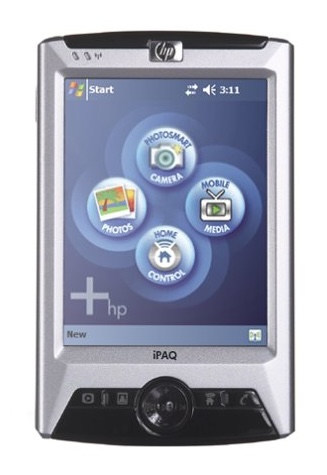 hp
Start 3:11
PHOTOSMART
CAMERA
PHOTOS
MOBILE
MEDIA
HOME
CONTROL
hp
New
iPAQ